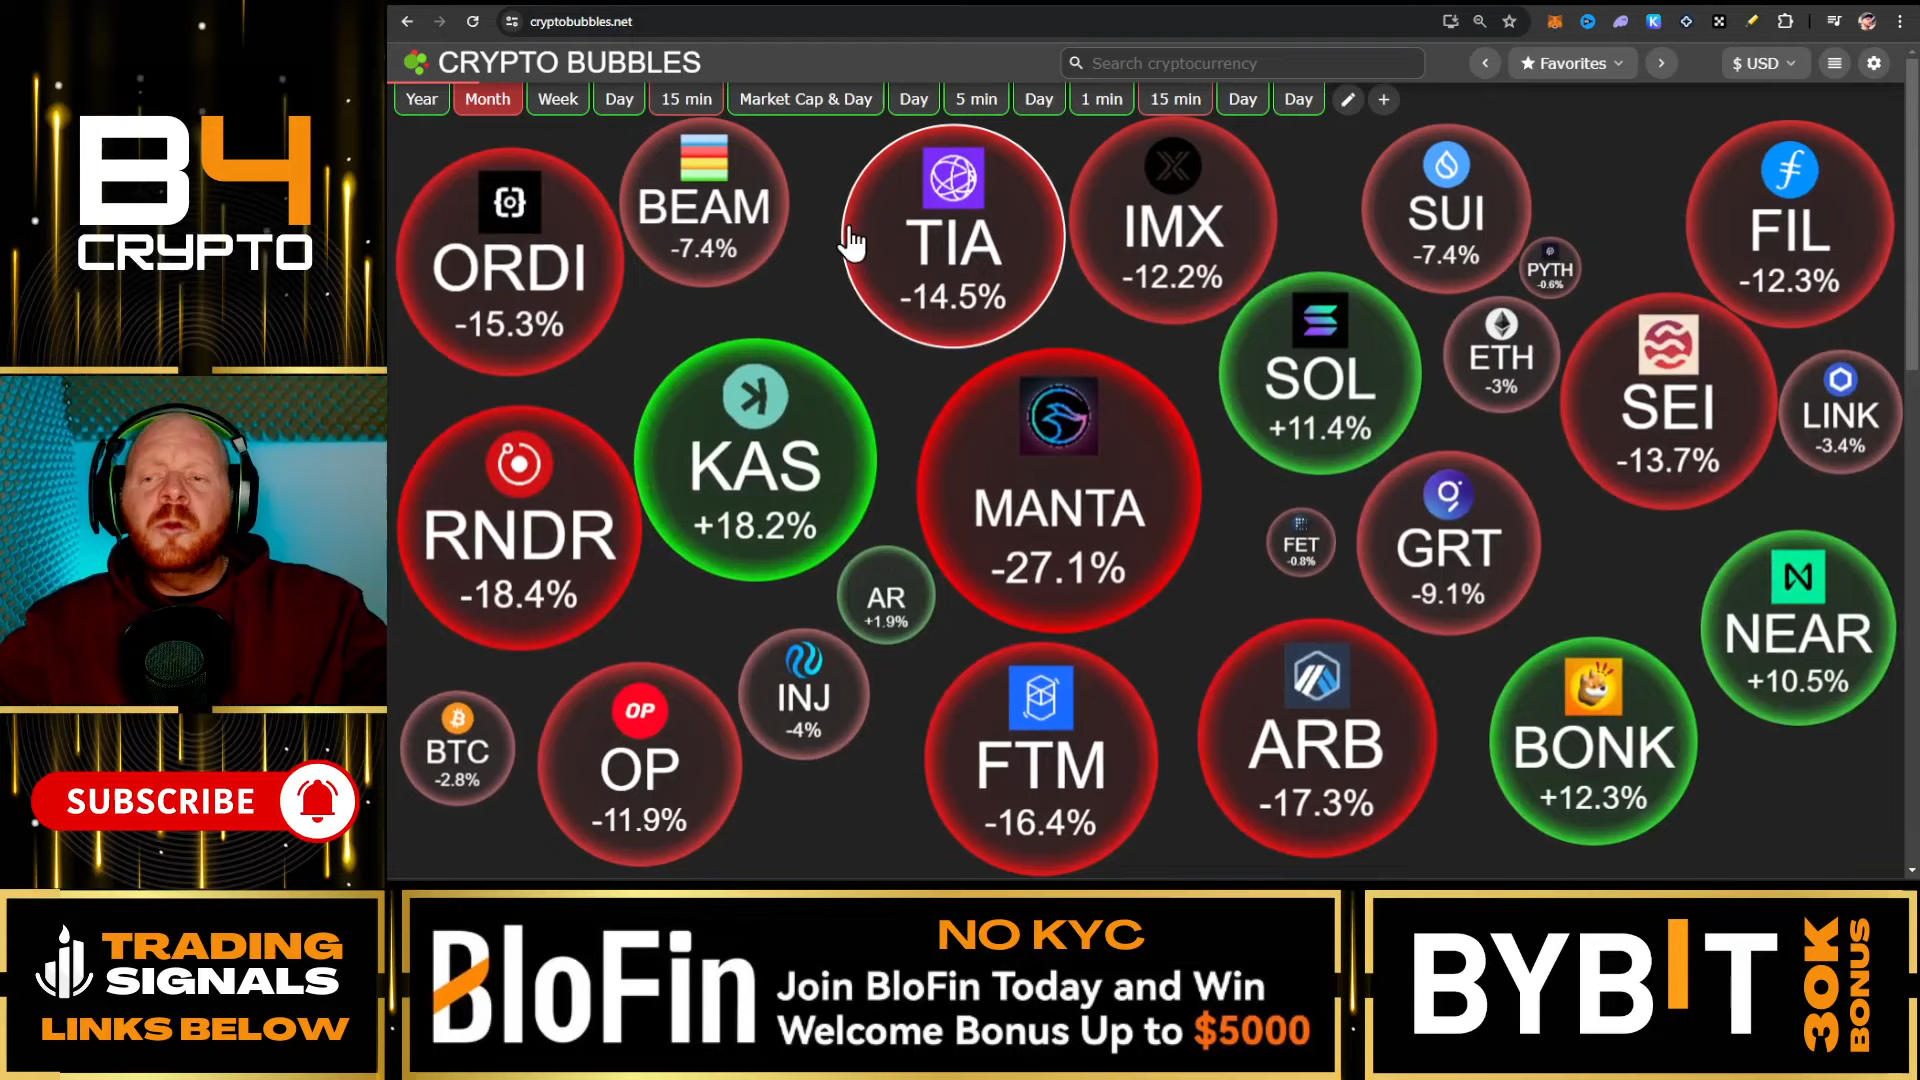 B4
CRYPTO
cryptobubbles.net
CRYPTO BUBBLES
Search cryptocurrency
Favorites
$ USD
Year
Month
Week
Day
15 min
Market Cap & Day
Day
5 min
Day
1 min
15 min
Day
Day
ORDI
-15.3%
BEAM
-7.4%
TIA
-14.5%
IMX
-12.2%
SUI
-7.4%
PYTH
-0.6%
FIL
-12.3%
SOL
+11.4%
ETH
-3%
SEI
-13.7%
LINK
-3.4%
KAS
+18.2%
MANTA
-27.1%
RNDR
-18.4%
AR
+1.9%
FET
-0.8%
GRT
-9.1%
NEAR
+10.5%
BTC
-2.8%
OP
OP
-11.9%
INJ
-4%
FTM
-16.4%
ARB
-17.3%
BONK
+12.3%
SUBSCRIBE
TRADING
SIGNALS
LINKS BELOW
BloFin
NO KYC
Join BloFin Today and Win
Welcome Bonus Up to $5000
BYBIT
30K
BONUS